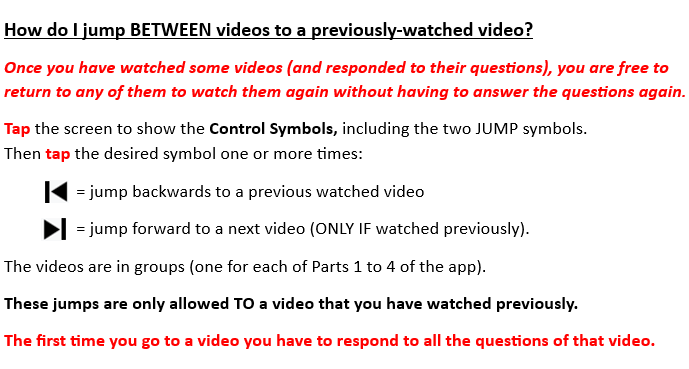 How do I jump BETWEEN videos to a previously-watched video?
Once you have watched some videos (and responded to their questions), you are free to
return to any of them to watch them again without having to answer the questions again.
Tap the screen to show the Control Symbols, including the two JUMP symbols.
Then tap the desired symbol one or more times:
= jump backwards to a previous watched video
= jump forward to a next video (ONLY IF watched previously).
The videos are in groups (one for each of Parts 1 to 4 of the app).
These jumps are only allowed TO a video that you have watched previously.
The first time you go to a video you have to respond to all the questions of that video.